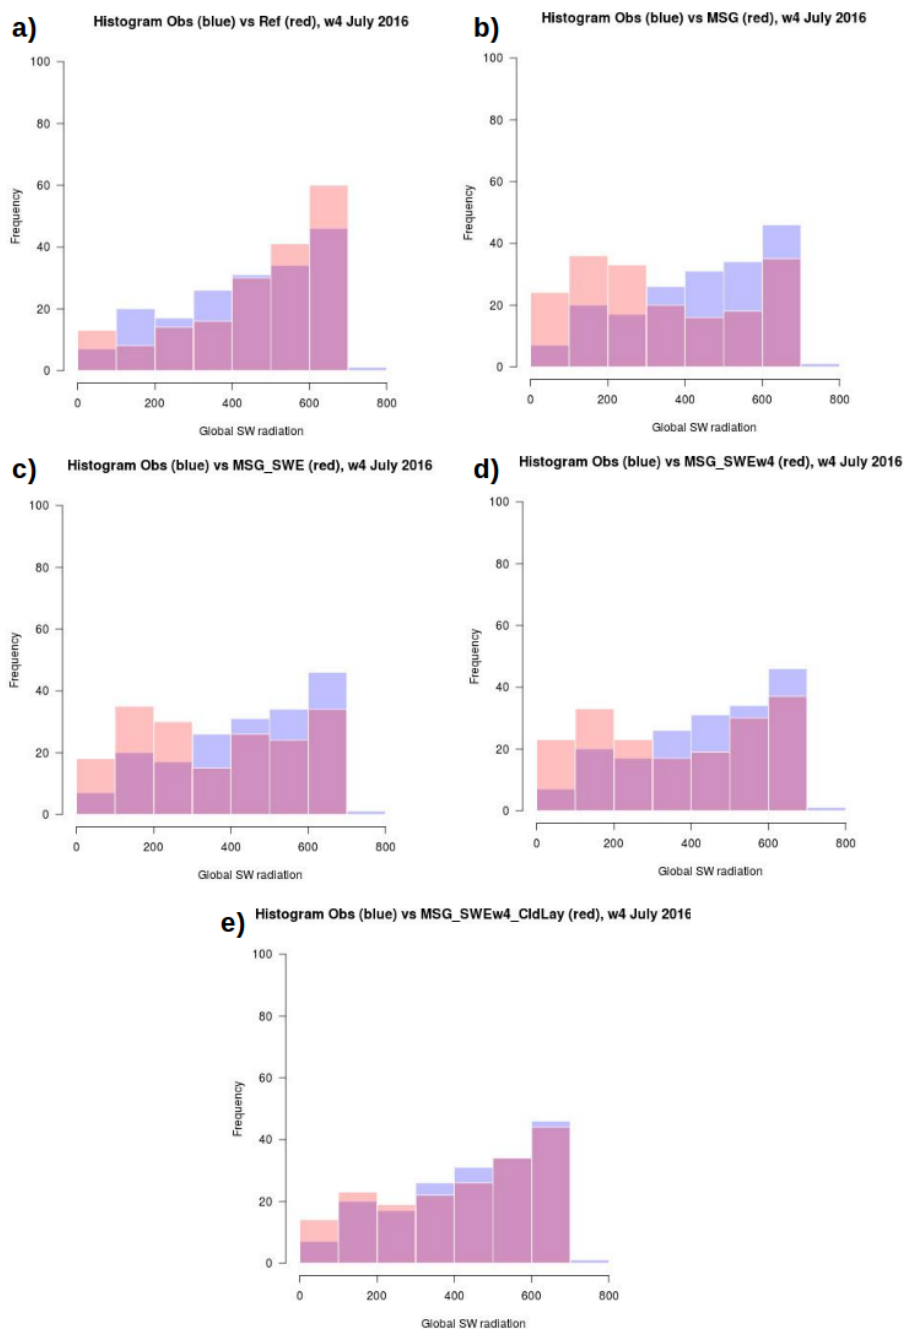 a)
Histogram Obs (blue) vs Ref (red), w4 July 2016
100
80
60
40
20
0
Frequency
0 200 400 600 800
Global SW radiation
b)
Histogram Obs (blue) vs MSG (red), w4 July 2016
100
80
60
40
20
0
Frequency
0 200 400 600 800
Global SW radiation
c)
Histogram Obs (blue) vs MSG_SWE (red), w4 July 2016
100
80
60
40
20
0
Frequency
0 200 400 600 800
Global SW radiation
d)
Histogram Obs (blue) vs MSG_SWEw4 (red), w4 July 2016
100
80
60
40
20
0
Frequency
0 200 400 600 800
Global SW radiation
e)
Histogram Obs (blue) vs MSG_SWEw4_CldLay (red), w4 July 2016
100
80
60
40
20
0
Frequency
0 200 400 600 800
Global SW radiation